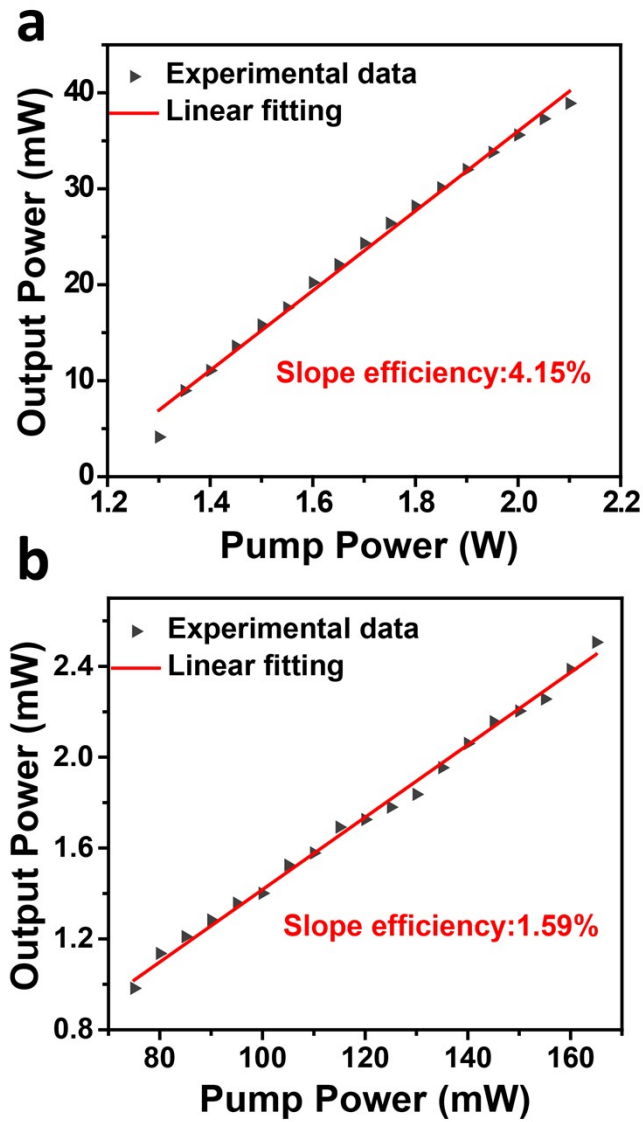 a
Experimental data
Linear fitting
Output Power (mW)
40
30
20
10
0
Slope efficiency:4.15%
1.2 1.4 1.6 1.8 2.0 2.2
Pump Power (W)
b
Experimental data
Linear fitting
Output Power (mW)
2.4
2.0
1.6
1.2
0.8
Slope efficiency:1.59%
80 100 120 140 160
Pump Power (mW)